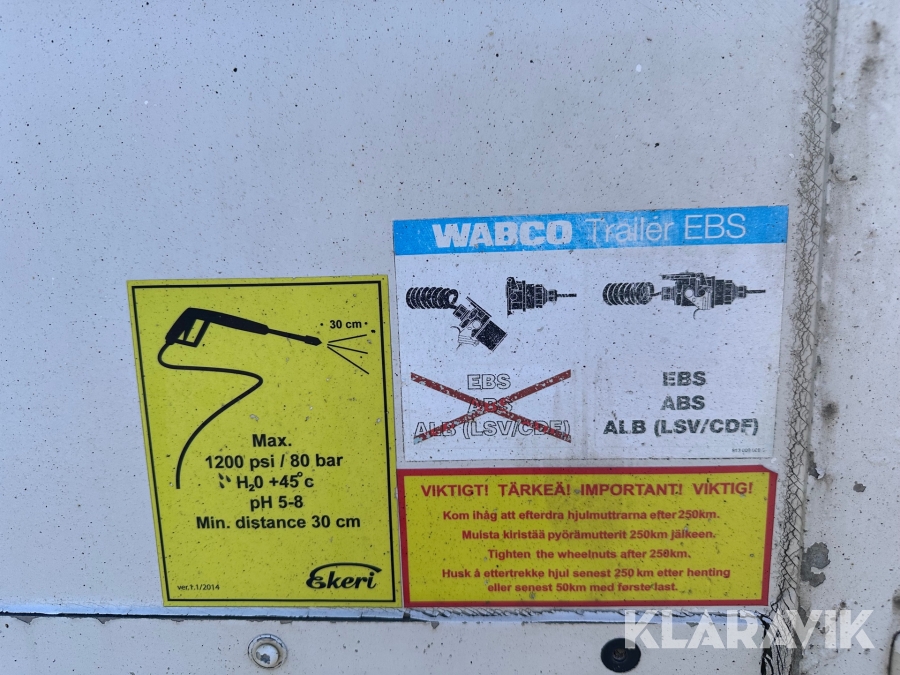 WABCO Trailer EBS
EBS
ABS
ALB (LSV/CDF)
EBS
ABS
ALB (LSV/CDF)
30 cm
Max.
1200 psi / 80 bar
H₂0 +45°c
pH 5-8
Min. distance 30 cm
Ekeri
ver.1.1/2014
VIKTIGT! TÄRKEÄ! IMPORTANT! VIKTIG!
Kom ihåg att efterdra hjulmuttrarna efter 250km.
Muista kiristää pyörämutterit 250km jälkeen.
Tighten the wheelnuts after 250km.
Husk å ettertrekke hjul senest 250 km etter henting
eller senest 50km med første last.
KLARAVIK